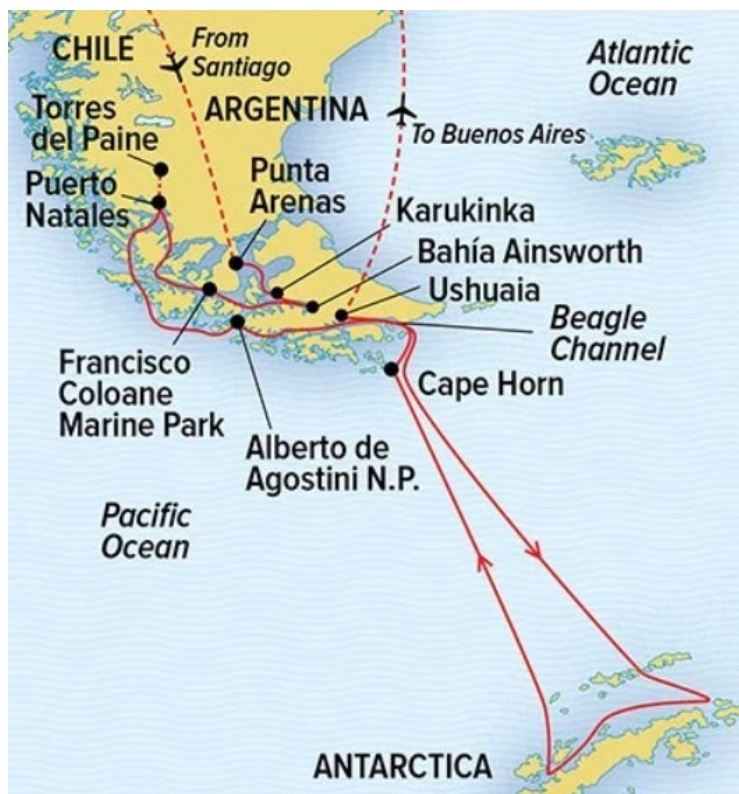 CHILE
From
Santiago
Atlantic
Ocean
Torres
del Paine
ARGENTINA
To Buenos Aires
Puerto
Natales
Punta
Arenas
Karukinka
Bahía Ainsworth
Ushuaia
Beagle
Channel
Francisco
Coloane
Marine Park
Cape Horn
Alberto de
Agostini N.P.
Pacific
Ocean
ANTARCTICA